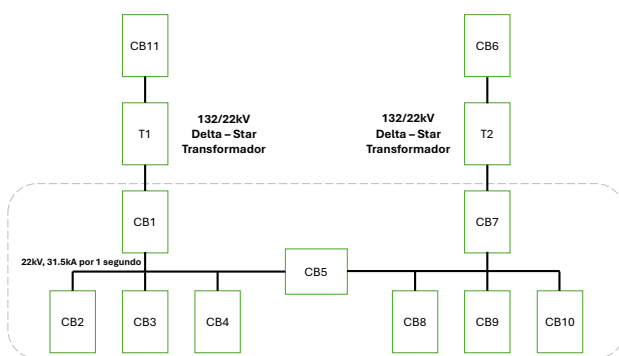 CB11
CB6
T1
132/22kV
Delta – Star
Transformador
132/22kV
Delta – Star
Transformador
T2
CB1
CB7
22kV, 31.5kA por 1 segundo
CB5
CB2
CB3
CB4
CB8
CB9
CB10